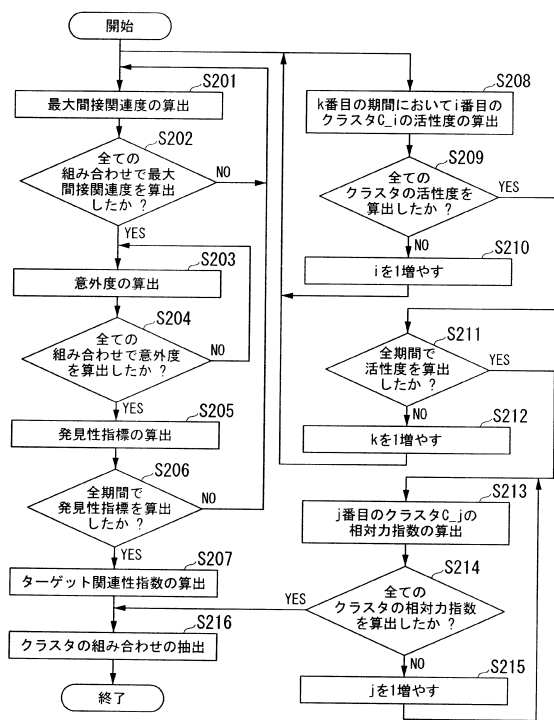 開始
S201
最大間接関連度の算出
S202
全ての
組み合わせで最大
間接関連度を算出
したか？
NO
YES
S203
意外度の算出
S204
全ての
組み合わせで意外度
を算出したか？
NO
YES
S205
発見性指標の算出
S206
全期間で
発見性指標を算出
したか？
NO
YES
S207
ターゲット関連性指数の算出
S216
クラスタの組み合わせの抽出
終了
S208
k番目の期間においてi番目の
クラスタC_iの活性度の算出
S209
全ての
クラスタの活性度を
算出したか？
YES
NO
S210
iを1増やす
S211
全期間で
活性度を算出
したか？
YES
NO
S212
kを1増やす
S213
j番目のクラスタC_jの
相対力指数の算出
S214
全ての
クラスタの相対力指数
を算出したか？
YES
NO
S215
jを1増やす